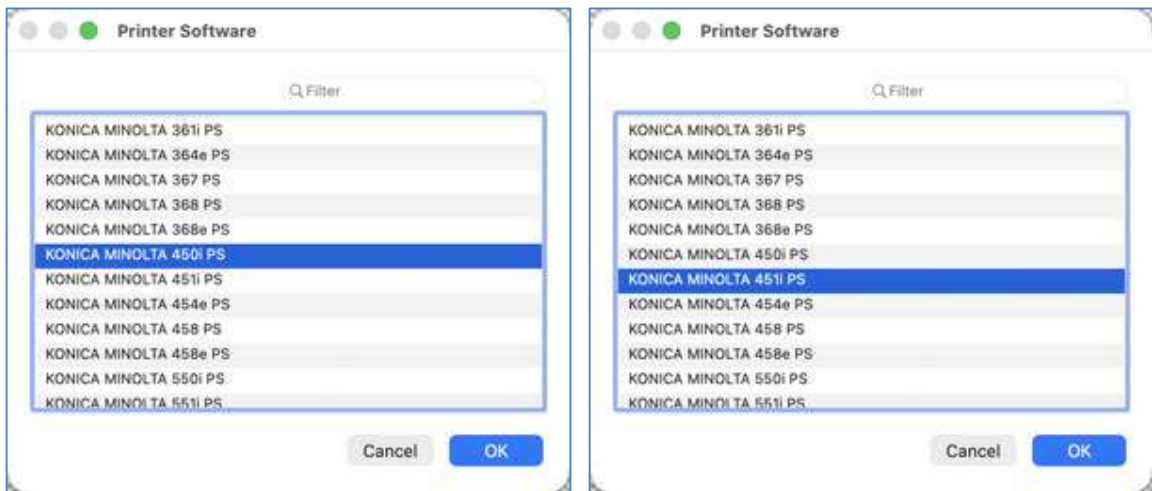 Printer Software
Filter
KONICA MINOLTA 361i PS
KONICA MINOLTA 364e PS
KONICA MINOLTA 367 PS
KONICA MINOLTA 368 PS
KONICA MINOLTA 368e PS
KONICA MINOLTA 450i PS
KONICA MINOLTA 451i PS
KONICA MINOLTA 454e PS
KONICA MINOLTA 458 PS
KONICA MINOLTA 458e PS
KONICA MINOLTA 550i PS
KONICA MINOLTA 551i PS
Cancel OK
Printer Software
Filter
KONICA MINOLTA 361i PS
KONICA MINOLTA 364e PS
KONICA MINOLTA 367 PS
KONICA MINOLTA 368 PS
KONICA MINOLTA 368e PS
KONICA MINOLTA 450i PS
KONICA MINOLTA 451i PS
KONICA MINOLTA 454e PS
KONICA MINOLTA 458 PS
KONICA MINOLTA 458e PS
KONICA MINOLTA 550i PS
KONICA MINOLTA 551i PS
Cancel OK